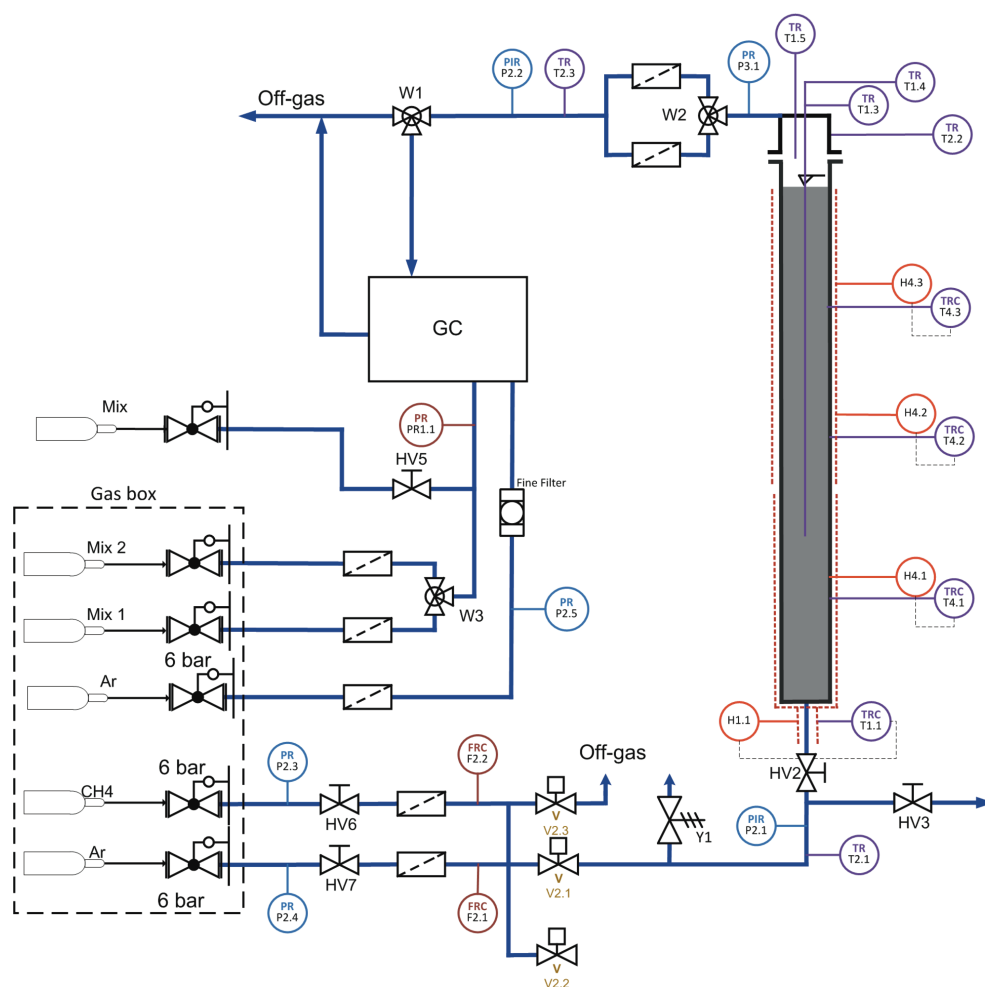 TR
T1.5
PIR
P2.2
TR
T2.3
PR
P3.1
TR
T1.4
TR
T1.3
TR
T2.2
Off-gas
W1
W2
GC
H4.3
TRC
T4.3
Mix
PR
PR1.1
HV5
H4.2
TRC
T4.2
Gas box
Fine Filter
Mix 2
Mix 1
W3
PR
P2.5
H4.1
TRC
T4.1
6 bar
Ar
H1.1
TRC
T1.1
6 bar
CH4
PR
P2.3
HV6
FRC
F2.2
Off-gas
V
V2.3
HV2
HV3
PIR
P2.1
Y1
TR
T2.1
Ar
6 bar
PR
P2.4
HV7
FRC
F2.1
V
V2.1
V
V2.2